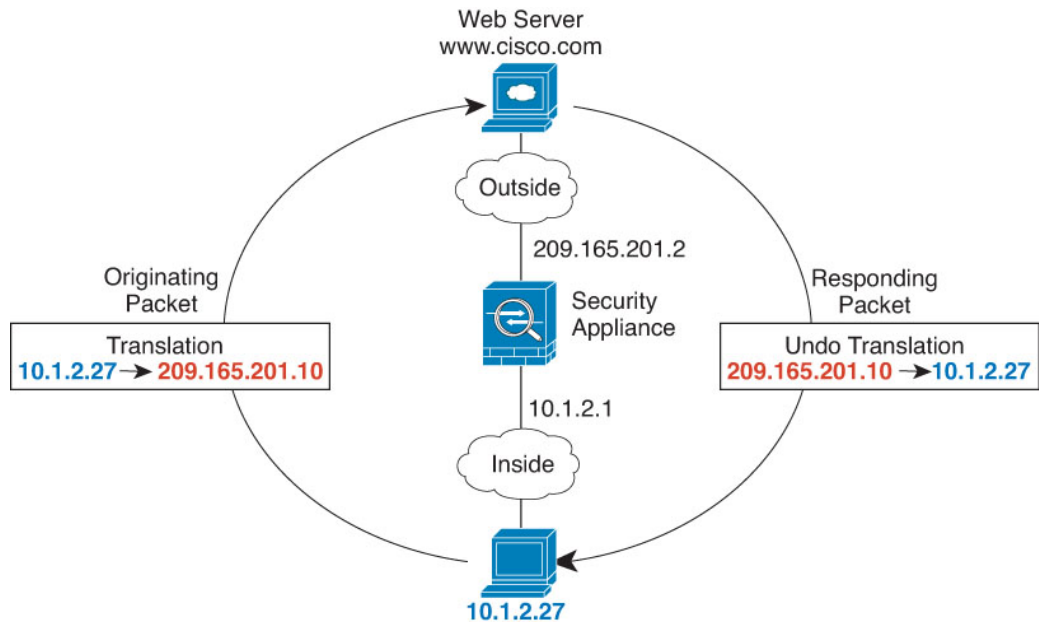 Web Server
www.cisco.com
Outside
209.165.201.2
Originating
Packet
Translation
10.1.2.27 209.165.201.10
Security
Appliance
Responding
Packet
Undo Translation
209.165.201.10 10.1.2.27
10.1.2.1
Inside
10.1.2.27